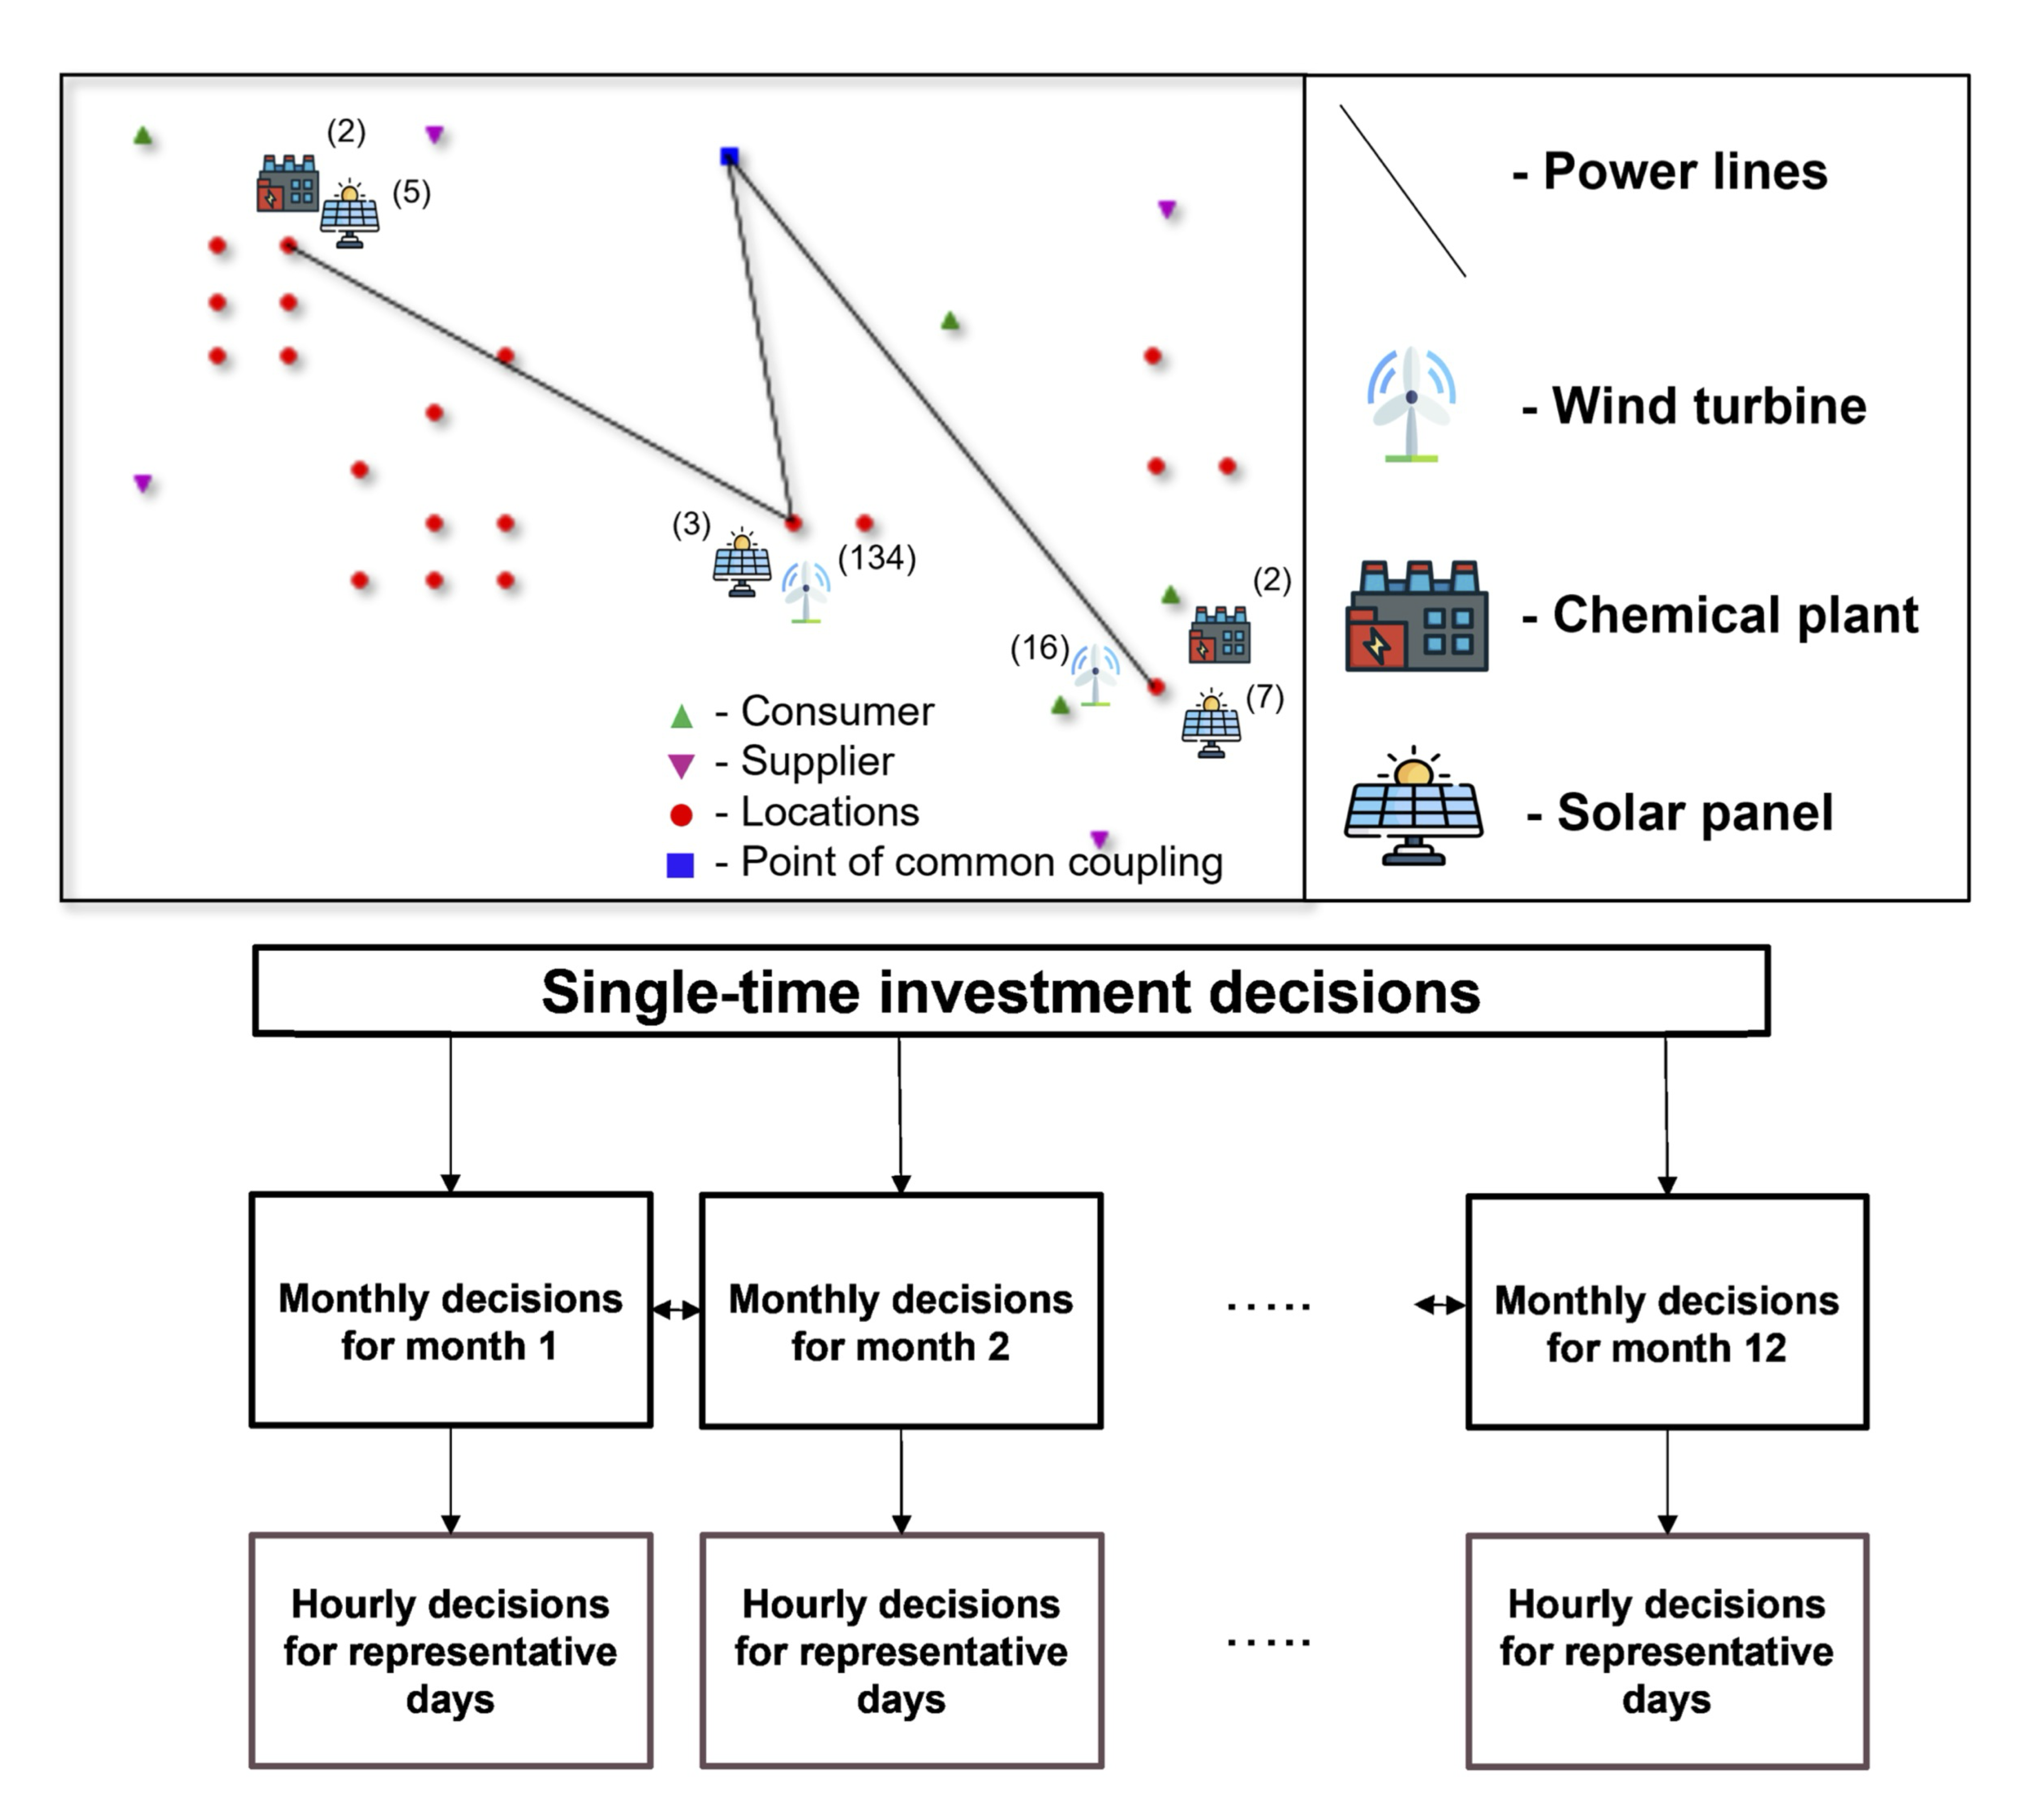 (2)
(5)
(3)
(134)
(2)
(16)
(7)
- Consumer
- Supplier
- Locations
- Point of common coupling
- Power lines
- Wind turbine
- Chemical plant
- Solar panel
Single-time investment decisions
Monthly decisions
for month 1
Monthly decisions
for month 2
.....
Monthly decisions
for month 12
Hourly decisions
for representative
days
Hourly decisions
for representative
days
.....
Hourly decisions
for representative
days